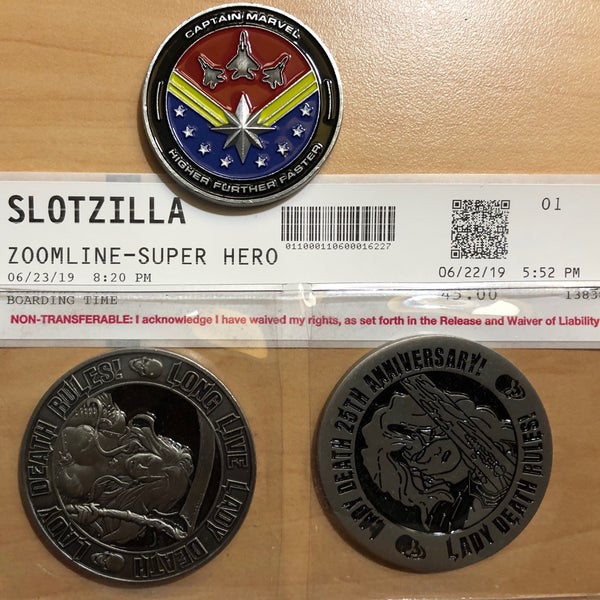 CAPTAIN MARVEL
HIGHER FURTHER FASTER
SLOTZILLA
01
011000110600016227
ZOOMLINE-SUPER HERO
06/23/19 8:20 PM
06/22/19 5:52 PM
BOARDING TIME
45.00
1383
NON-TRANSFERABLE: I acknowledge I have waived my rights, as set forth in the Release and Waiver of Liability
LADY DEATH RULES!
LONG LIVE LADY DEATH
LADY DEATH 25TH ANNIVERSARY!
LADY DEATH RULES!